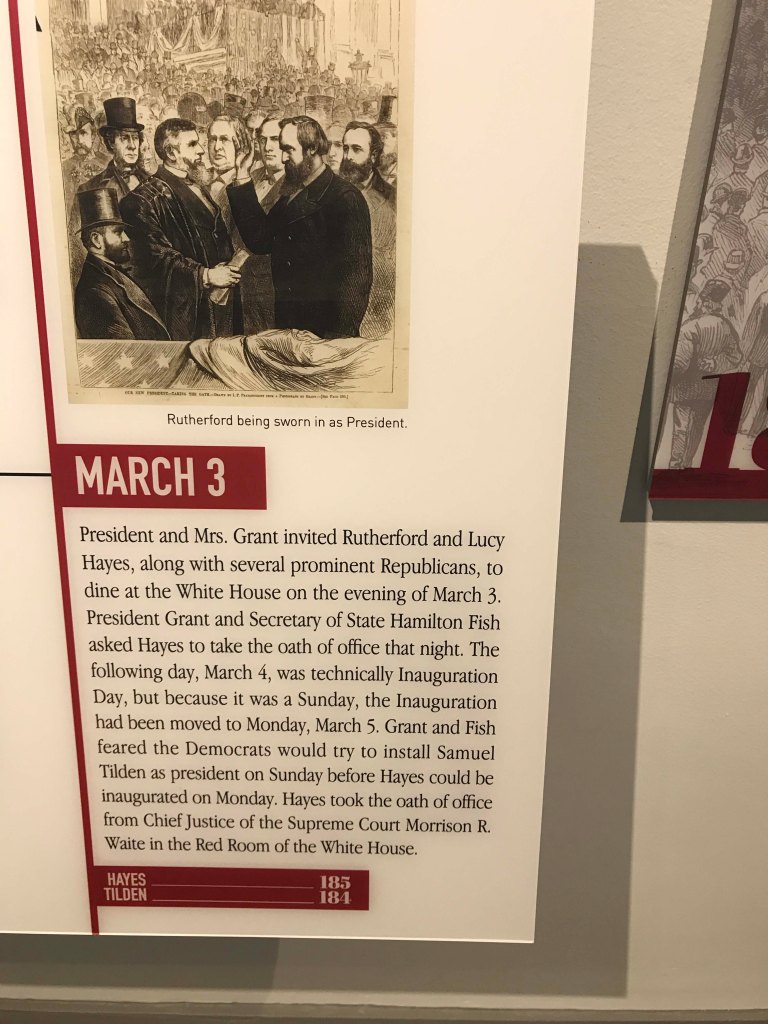 OUR NEW PRESIDENT—TAKING THE OATH.
Rutherford being sworn in as President.
MARCH 3
President and Mrs. Grant invited Rutherford and Lucy
Hayes, along with several prominent Republicans, to
dine at the White House on the evening of March 3.
President Grant and Secretary of State Hamilton Fish
asked Hayes to take the oath of office that night. The
following day, March 4, was technically Inauguration
Day, but because it was a Sunday, the Inauguration
had been moved to Monday, March 5. Grant and Fish
feared the Democrats would try to install Samuel
Tilden as president on Sunday before Hayes could be
inaugurated on Monday. Hayes took the oath of office
from Chief Justice of the Supreme Court Morrison R.
Waite in the Red Room of the White House.
HAYES 185
TILDEN 184